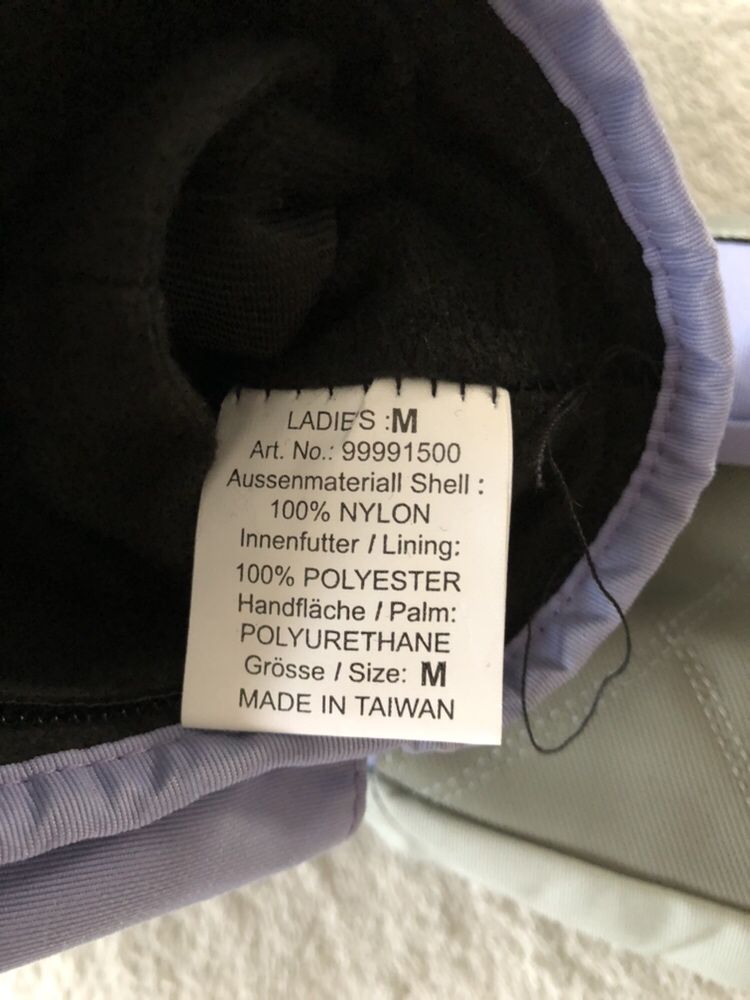 LADIES :M
Art. No.: 99991500
Aussenmateriall Shell :
100% NYLON
Innenfutter / Lining:
100% POLYESTER
Handfläche / Palm:
POLYURETHANE
Grösse / Size: M
MADE IN TAIWAN